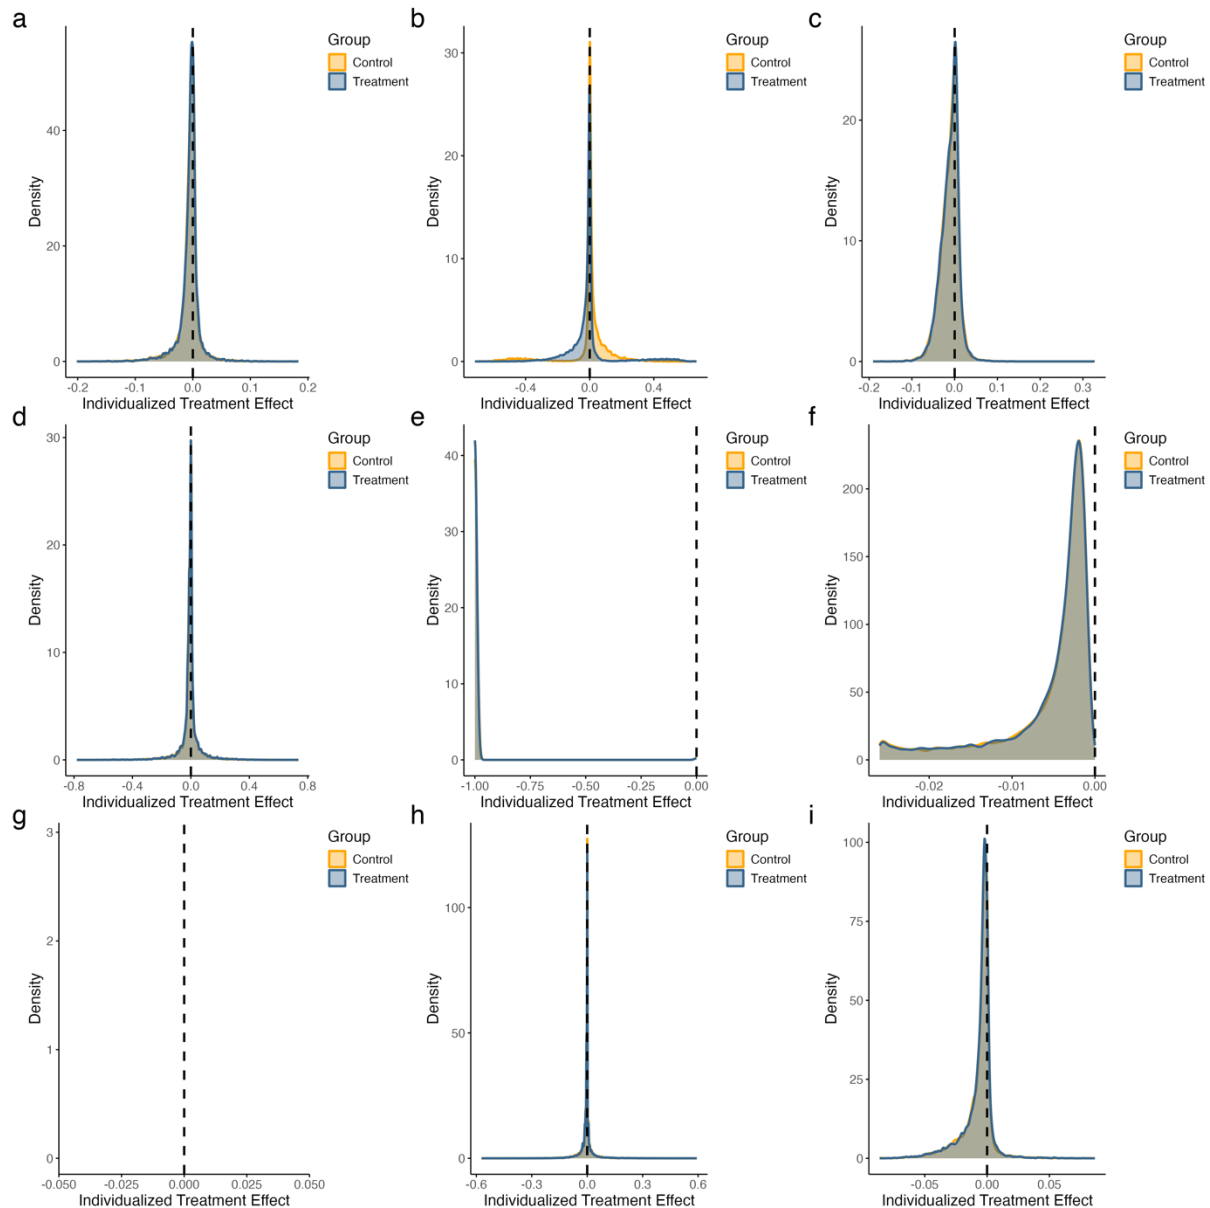 a
Density
40
20
0
-0.2
-0.1
0.0
0.1
0.2
Individualized Treatment Effect
Group
Control
Treatment
b
Density
30
20
10
0
-0.4
0.0
0.4
Individualized Treatment Effect
Group
Control
Treatment
c
Density
20
10
0
-0.2
-0.1
0.0
0.1
0.2
0.3
Individualized Treatment Effect
Group
Control
Treatment
d
Density
30
20
10
0
-0.8
-0.4
0.0
0.4
0.8
Individualized Treatment Effect
Group
Control
Treatment
e
Density
40
30
20
10
0
-1.00
-0.75
-0.50
-0.25
0.00
Individualized Treatment Effect
Group
Control
Treatment
f
Density
200
150
100
50
0
-0.02
-0.01
0.00
Individualized Treatment Effect
Group
Control
Treatment
g
Density
3
2
1
0
-0.050
-0.025
0.000
0.025
0.050
Individualized Treatment Effect
Group
Control
Treatment
h
Density
100
50
0
-0.6
-0.3
0.0
0.3
0.6
Individualized Treatment Effect
Group
Control
Treatment
i
Density
100
75
50
25
0
-0.05
0.00
0.05
Individualized Treatment Effect
Group
Control
Treatment